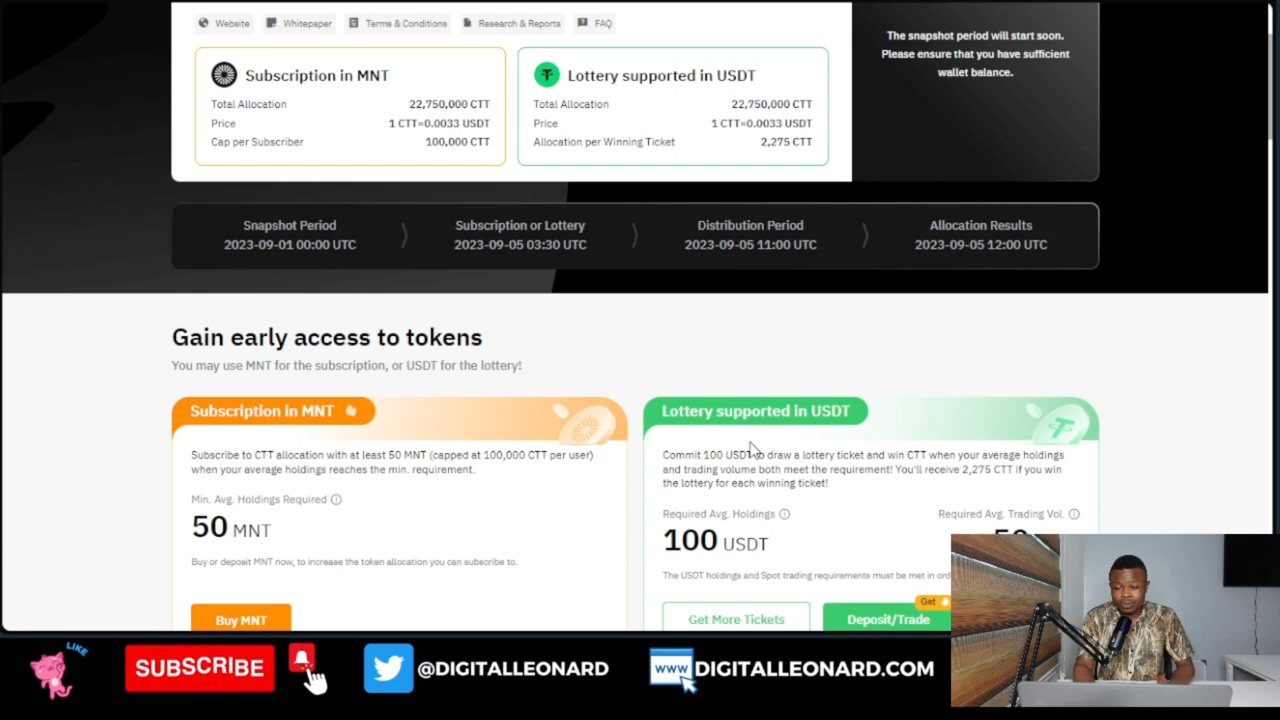 Website Whitepaper Terms & Conditions Research & Reports FAQ
The snapshot period will start soon.
Please ensure that you have sufficient
wallet balance.
Subscription in MNT
Total Allocation 22,750,000 CTT
Price 1 CTT=0.0033 USDT
Cap per Subscriber 100,000 CTT
Lottery supported in USDT
Total Allocation 22,750,000 CTT
Price 1 CTT=0.0033 USDT
Allocation per Winning Ticket 2,275 CTT
Snapshot Period
2023-09-01 00:00 UTC
Subscription or Lottery
2023-09-05 03:30 UTC
Distribution Period
2023-09-05 11:00 UTC
Allocation Results
2023-09-05 12:00 UTC
Gain early access to tokens
You may use MNT for the subscription, or USDT for the lottery!
Subscription in MNT
Subscribe to CTT allocation with at least 50 MNT (capped at 100,000 CTT per user)
when your average holdings reaches the min. requirement.
Min. Avg. Holdings Required
50 MNT
Buy or deposit MNT now, to increase the token allocation you can subscribe to.
Buy MNT
Lottery supported in USDT
Commit 100 USDT to draw a lottery ticket and win CTT when your average holdings
and trading volume both meet the requirement! You'll receive 2,275 CTT if you win
the lottery for each winning ticket!
Required Avg. Holdings Required Avg. Trading Vol.
100 USDT
The USDT holdings and Spot trading requirements must be met in
Get
Get More Tickets Deposit/Trade
LIKE
SUBSCRIBE
@DIGITALLEONARD
www DIGITALLEONARD.COM